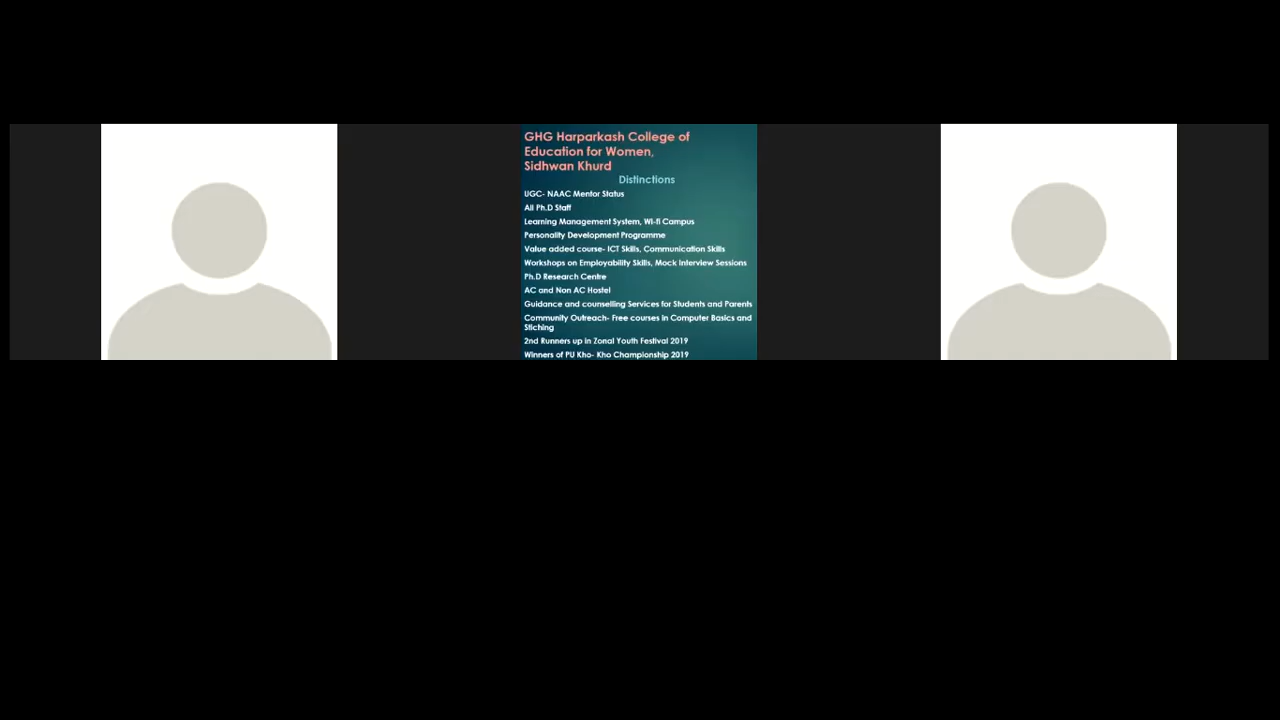 GHG Harparkash College of
Education for Women,
Sidhwan Khurd
Distinctions
UGC- NAAC Mentor Status
All Ph.D Staff
Learning Management System, Wi-fi Campus
Personality Development Programme
Value added course- ICT Skills, Communication Skills
Workshops on Employability Skills, Mock Interview Sessions
Ph.D Research Centre
AC and Non AC Hostel
Guidance and counselling Services for Students and Parents
Community Outreach- Free courses in Computer Basics and
Stiching
2nd Runners up in Zonal Youth Festival 2019
Winners of PU Kho- Kho Championship 2019